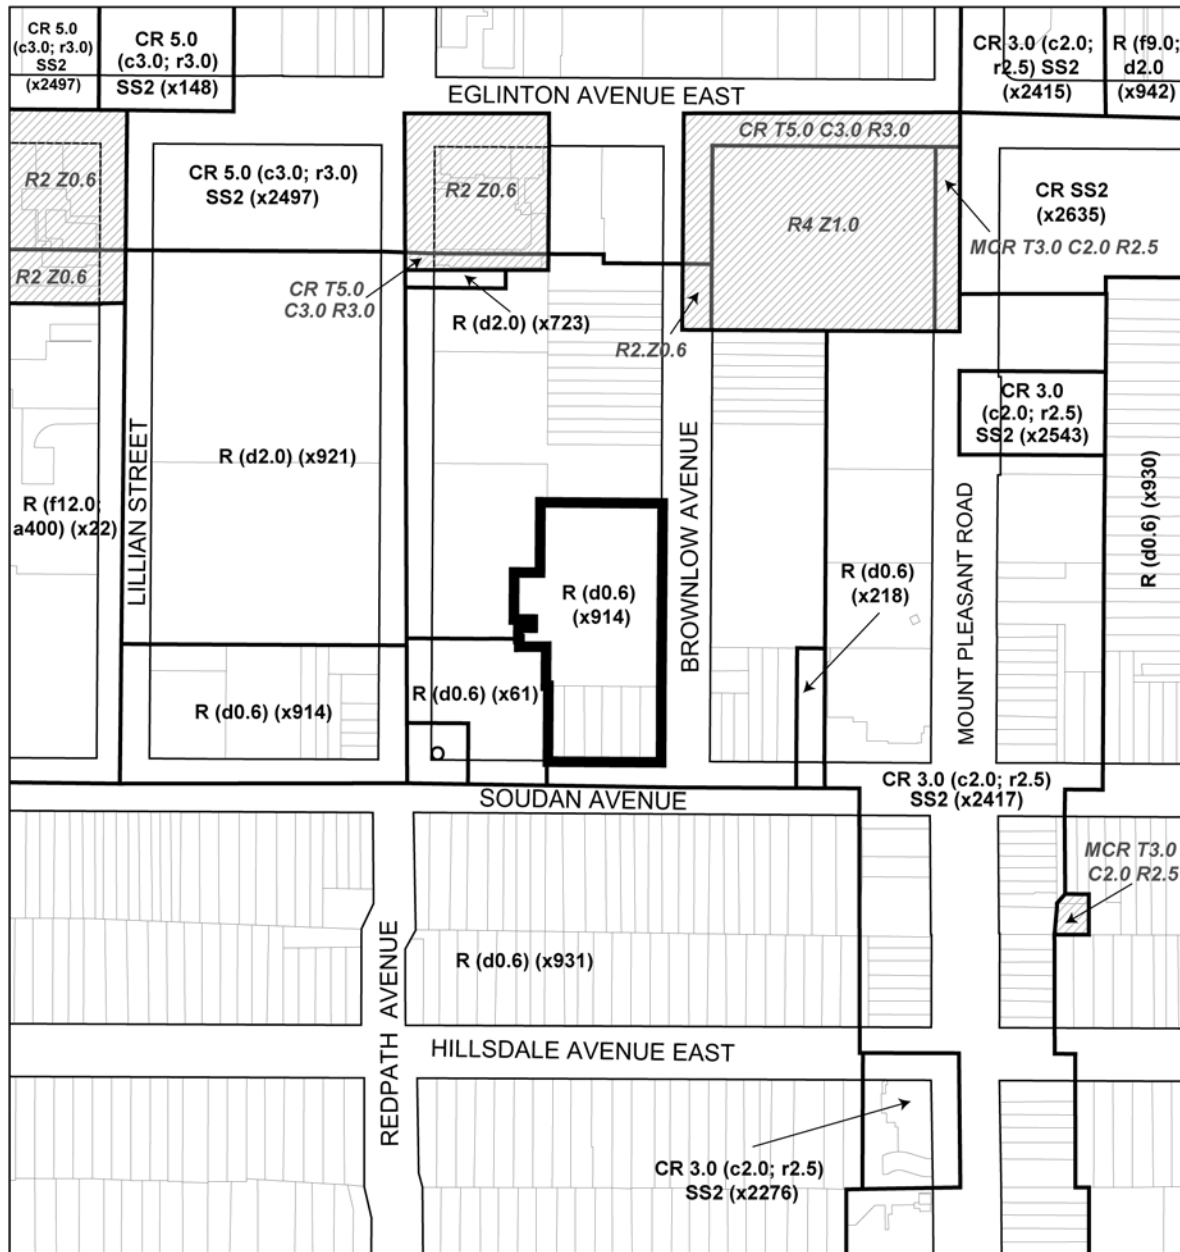 CR 5.0
(c3.0; r3.0)
SS2
(x2497)
CR 5.0
(c3.0; r3.0)
SS2 (x148)
CR 3.0 (c2.0;
r2.5) SS2
(x2415)
R (f9.0;
d2.0
(x942)
EGLINTON AVENUE EAST
CR T5.0 C3.0 R3.0
R2 Z0.6
CR 5.0 (c3.0; r3.0)
SS2 (x2497)
R2 Z0.6
R4 Z1.0
CR SS2
(x2635)
MCR T3.0 C2.0 R2.5
R2 Z0.6
CR T5.0
C3.0 R3.0
R (d2.0) (x723)
R2.Z0.6
CR 3.0
(c2.0; r2.5)
SS2 (x2543)
R (d2.0) (x921)
R (f12.0;
a400) (x22)
LILLIAN STREET
BROWNLOW AVENUE
MOUNT PLEASANT ROAD
R (d0.6) (x930)
R (d0.6)
(x914)
R (d0.6)
(x218)
R (d0.6) (x61)
R (d0.6) (x914)
O
CR 3.0 (c2.0; r2.5)
SS2 (x2417)
SOUDAN AVENUE
MCR T3.0
C2.0 R2.5
REDPATH AVENUE
R (d0.6) (x931)
HILLSDALE AVENUE EAST
CR 3.0 (c2.0; r2.5)
SS2 (x2276)